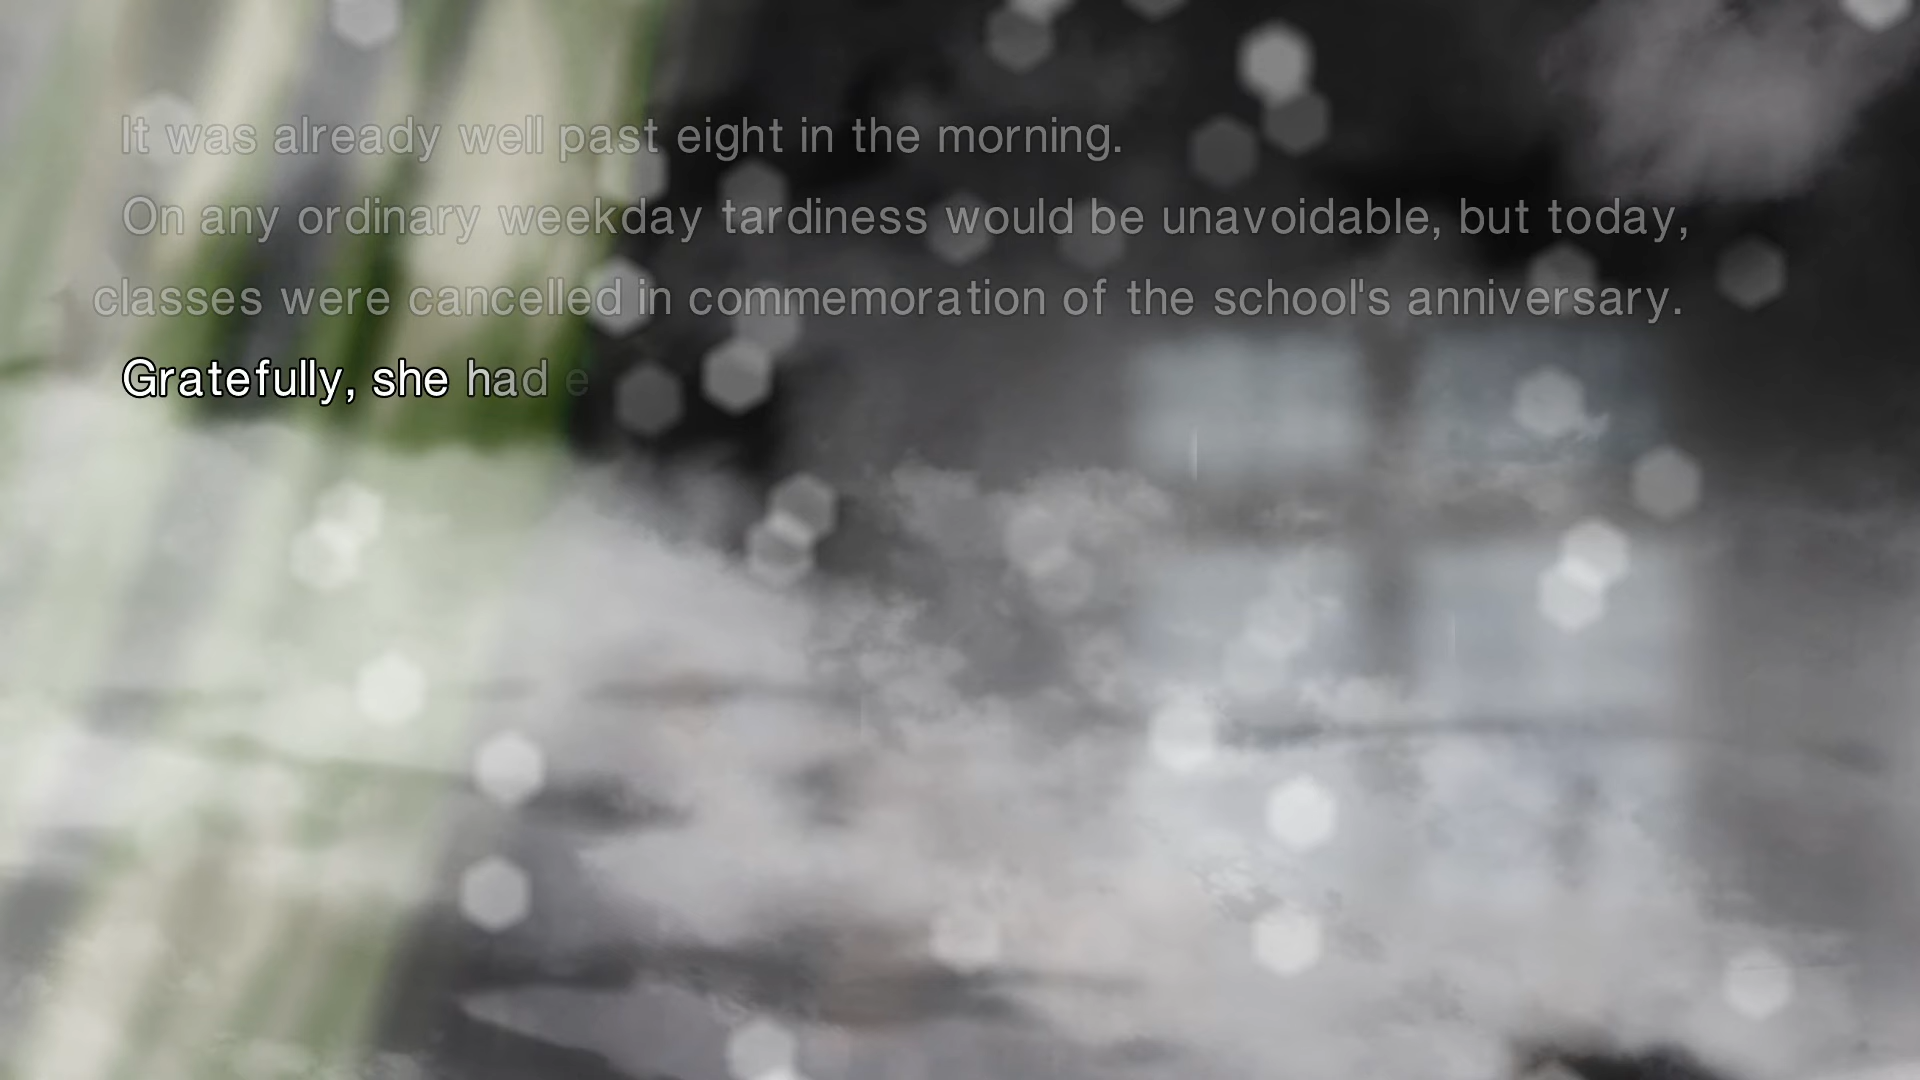 It was already well past eight in the morning.
On any ordinary weekday tardiness would be unavoidable, but today,
classes were cancelled in commemoration of the school's anniversary.
Gratefully, she had e